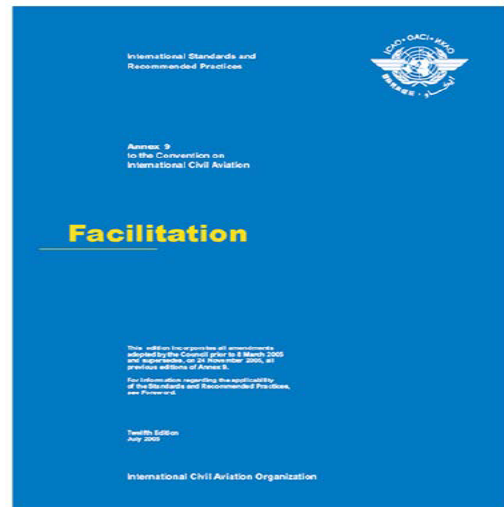 International Standards and
Recommended Practices
ICAO · OACI · ИКАО
Annex 9
to the Convention on
International Civil Aviation
Facilitation
This edition incorporates all amendments
adopted by the Council prior to 8 March 2005
and supersedes, on 24 November 2005, all
previous editions of Annex 9.
For information regarding the applicability
of the Standards and Recommended Practices,
see Foreword.
Twelfth Edition
July 2005
International Civil Aviation Organization